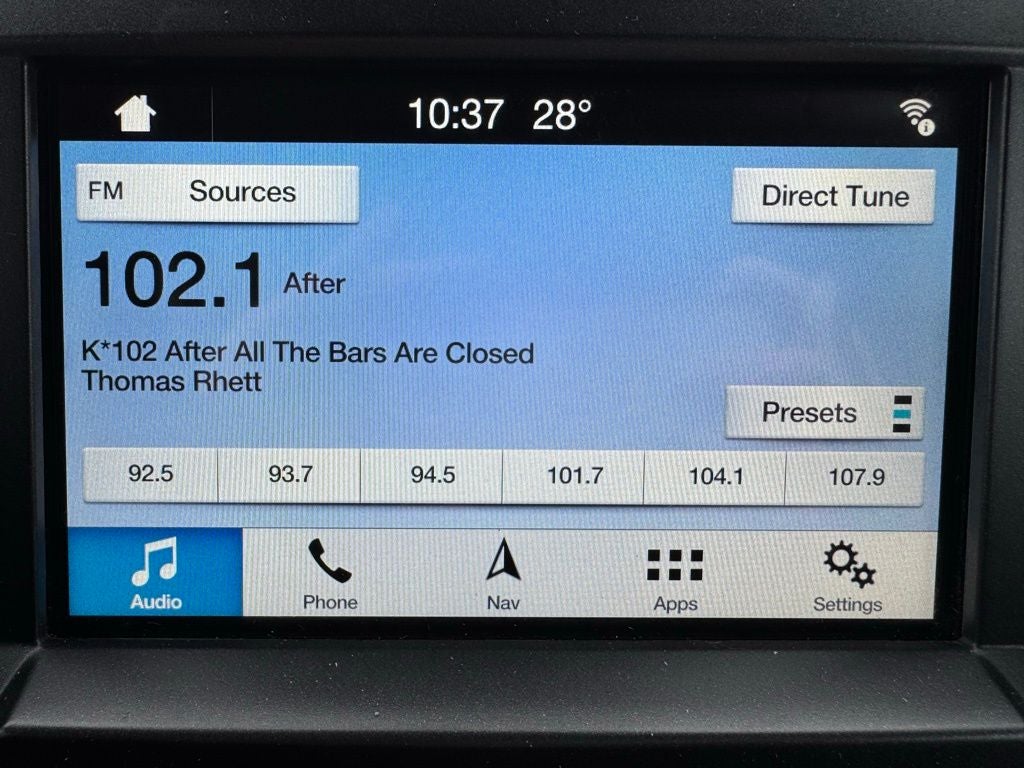 10:37 28°
FM Sources
Direct Tune
102.1 After
K*102 After All The Bars Are Closed
Thomas Rhett
Presets
92.5 93.7 94.5 101.7 104.1 107.9
Audio Phone Nav Apps Settings